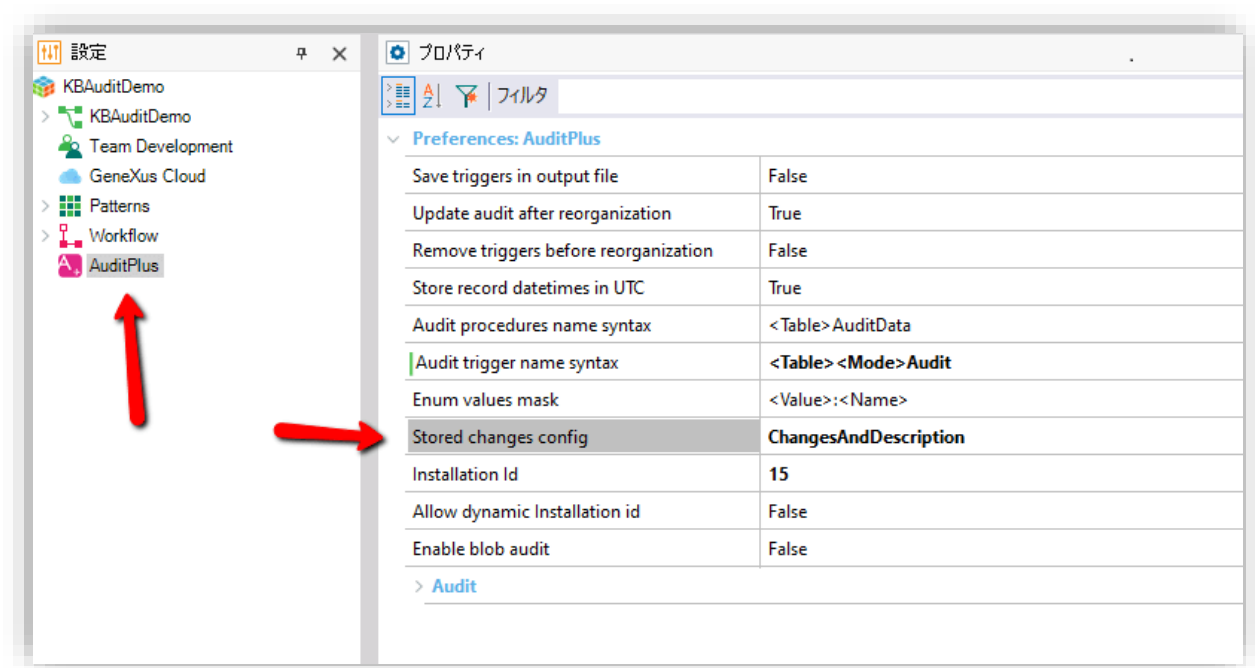 設定
KBAuditDemo
KBAuditDemo
Team Development
GeneXus Cloud
Patterns
Workflow
AuditPlus
プロパティ
フィルタ
Preferences: AuditPlus
Save triggers in output file False
Update audit after reorganization True
Remove triggers before reorganization False
Store record datetimes in UTC True
Audit procedures name syntax <Table>AuditData
Audit trigger name syntax <Table><Mode>Audit
Enum values mask <Value>:<Name>
Stored changes config ChangesAndDescription
Installation Id 15
Allow dynamic Installation id False
Enable blob audit False
Audit